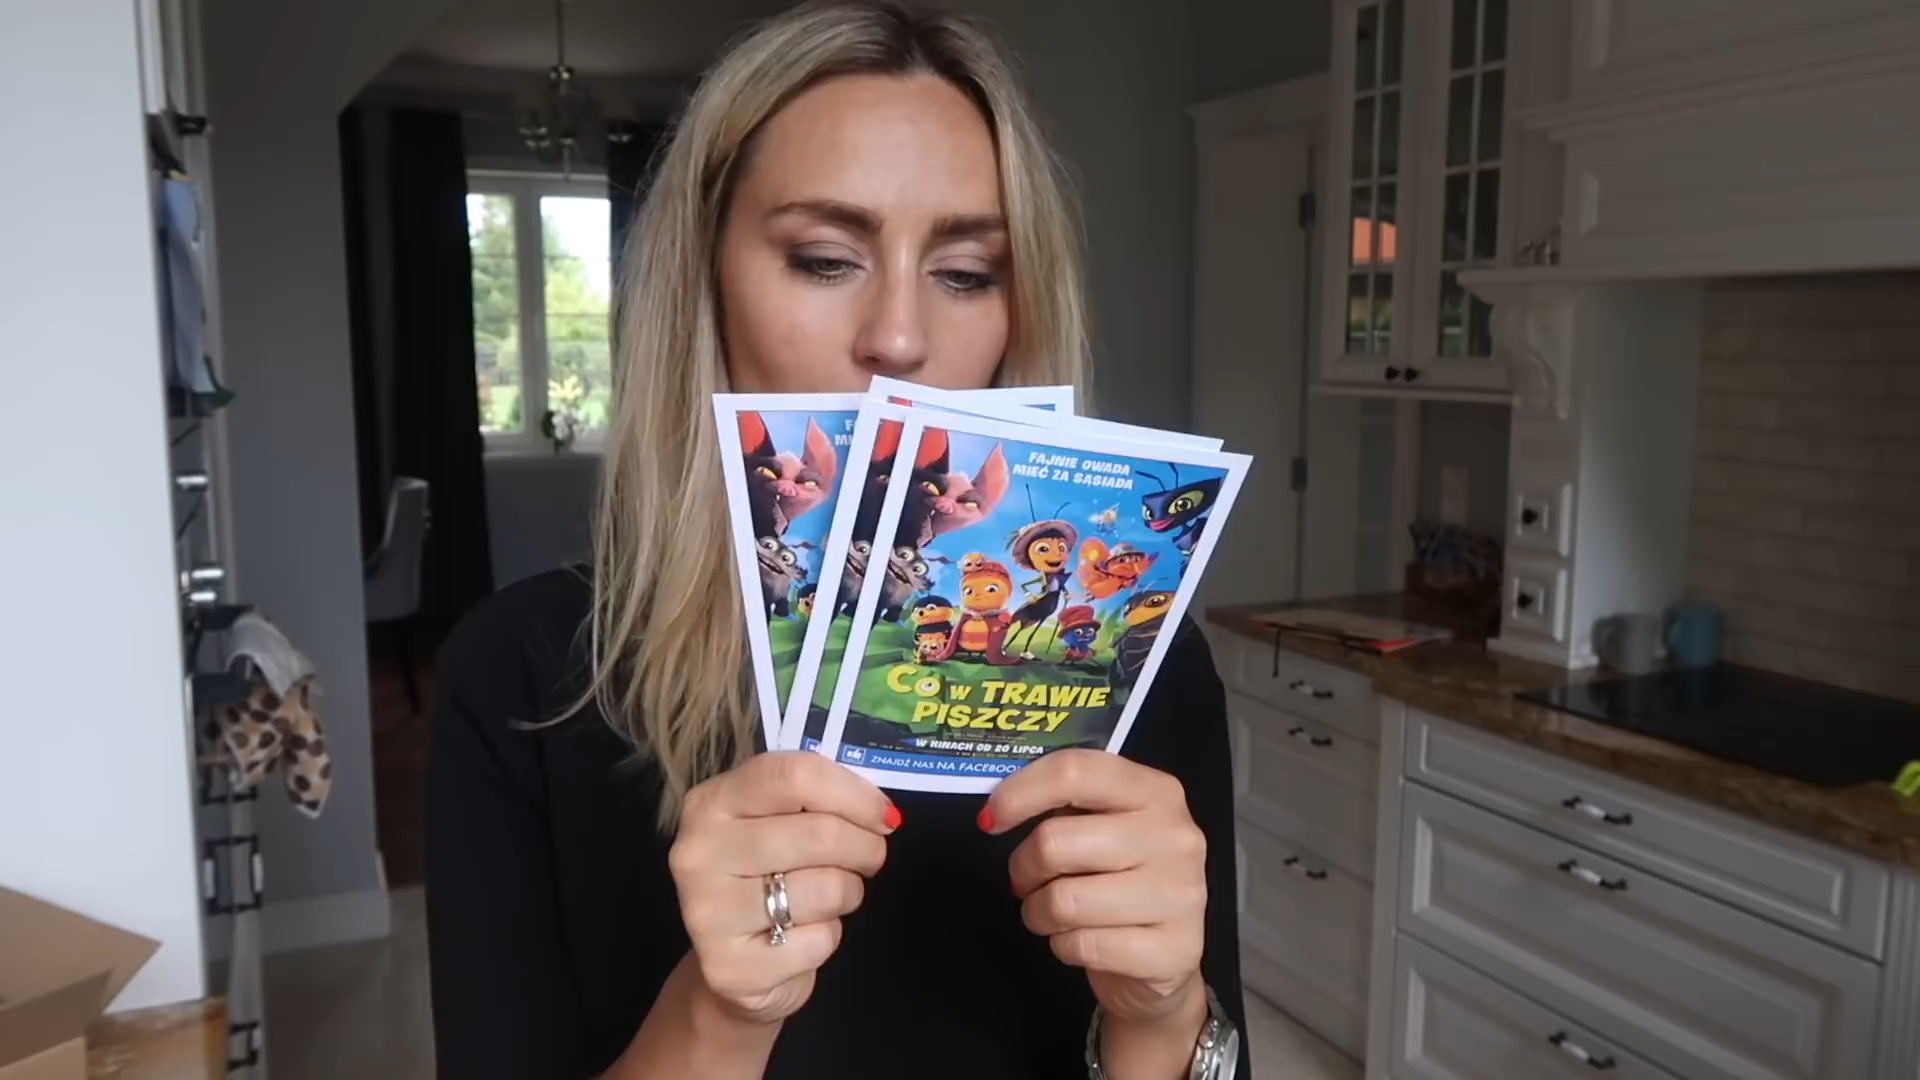 FAJNIE OWADA
MIEĆ ZA SĄSIADA
CO W TRAWIE
PISZCZY
W KINACH OD 20 LIPCA
ZNAJDŹ NAS NA FACEBOO